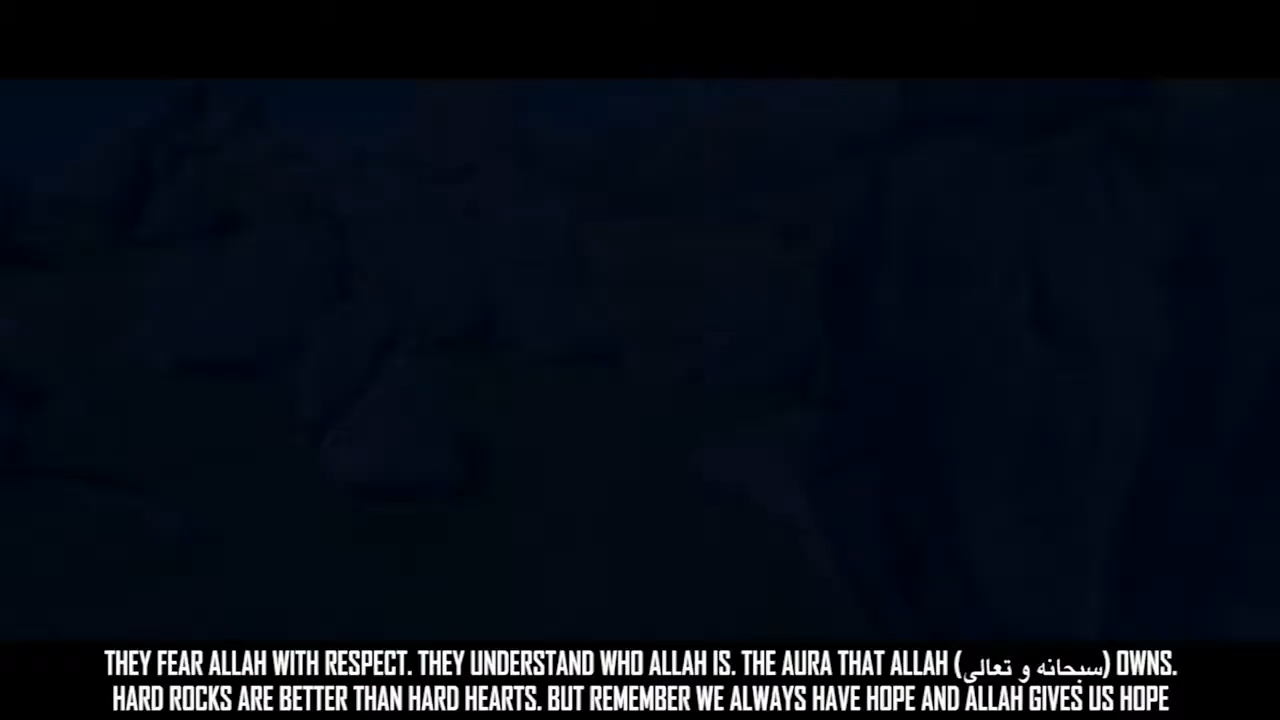 THEY FEAR ALLAH WITH RESPECT. THEY UNDERSTAND WHO ALLAH IS. THE AURA THAT ALLAH (سبحانه و تعالى) OWNS.
HARD ROCKS ARE BETTER THAN HARD HEARTS. BUT REMEMBER WE ALWAYS HAVE HOPE AND ALLAH GIVES US HOPE